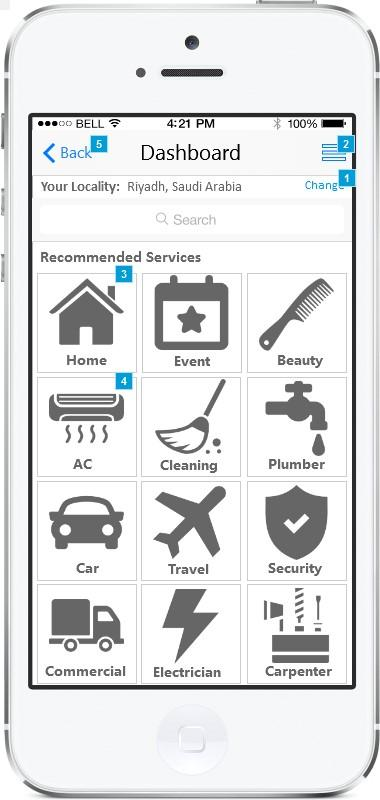 BELL 4:21 PM 100%
Back 5 Dashboard 2
Your Locality: Riyadh, Saudi Arabia Change 1
Search
Recommended Services
3
Home Event Beauty
4
AC Cleaning Plumber
Car Travel Security
Commercial Electrician Carpenter